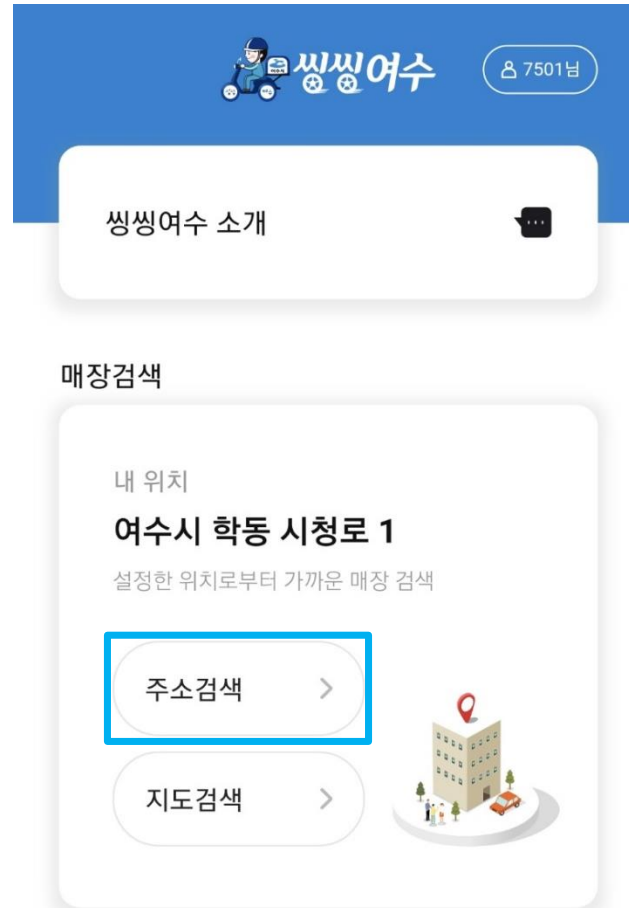 씽씽여수
7501님
씽씽여수 소개
매장검색
내 위치
여수시 학동 시청로 1
설정한 위치로부터 가까운 매장 검색
주소검색
지도검색